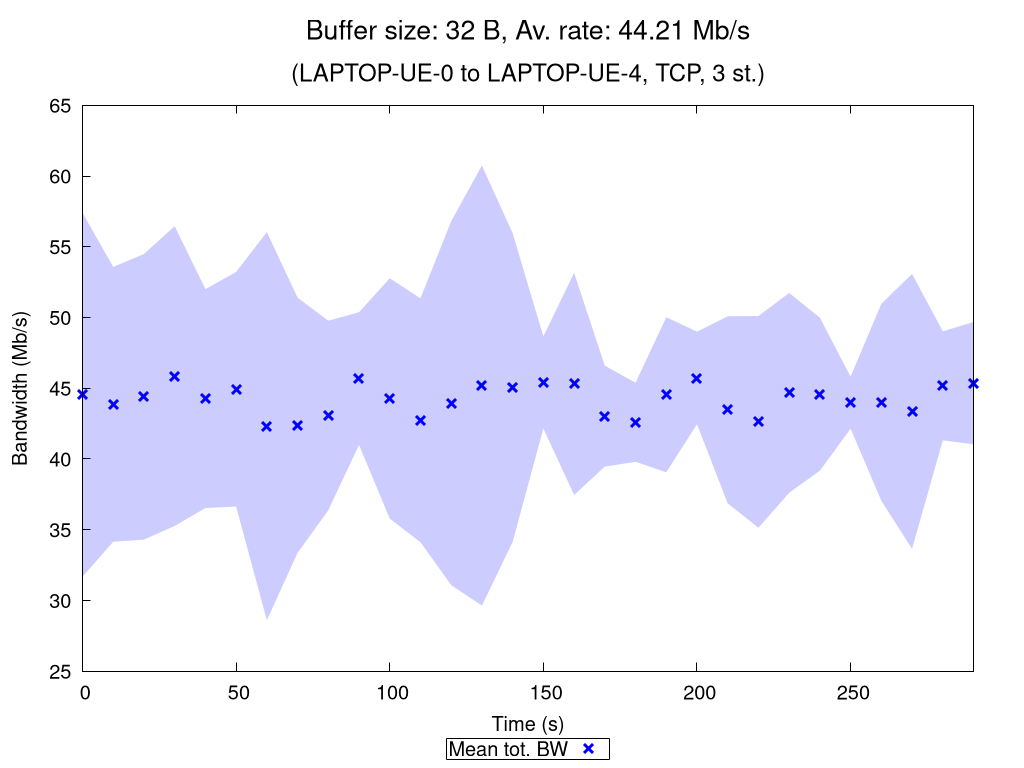 Buffer size: 32 B, Av. rate: 44.21 Mb/s
(LAPTOP-UE-0 to LAPTOP-UE-4, TCP, 3 st.)
65
60
55
50
45
40
35
30
25
Bandwidth (Mb/s)
0 50 100 150 200 250
Time (s)
Mean tot. BW